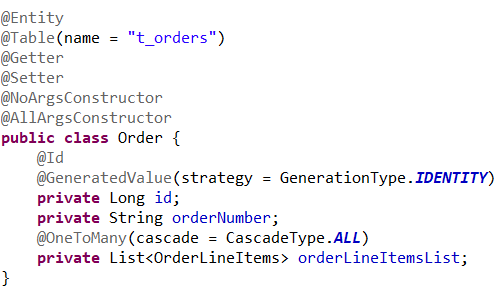 @Entity
@Table(name = "t_orders")
@Getter
@Setter
@NoArgsConstructor
@AllArgsConstructor
public class Order {
    @Id
    @GeneratedValue(strategy = GenerationType.IDENTITY)
    private Long id;
    private String orderNumber;
    @OneToMany(cascade = CascadeType.ALL)
    private List<OrderLineItems> orderLineItemsList;
}